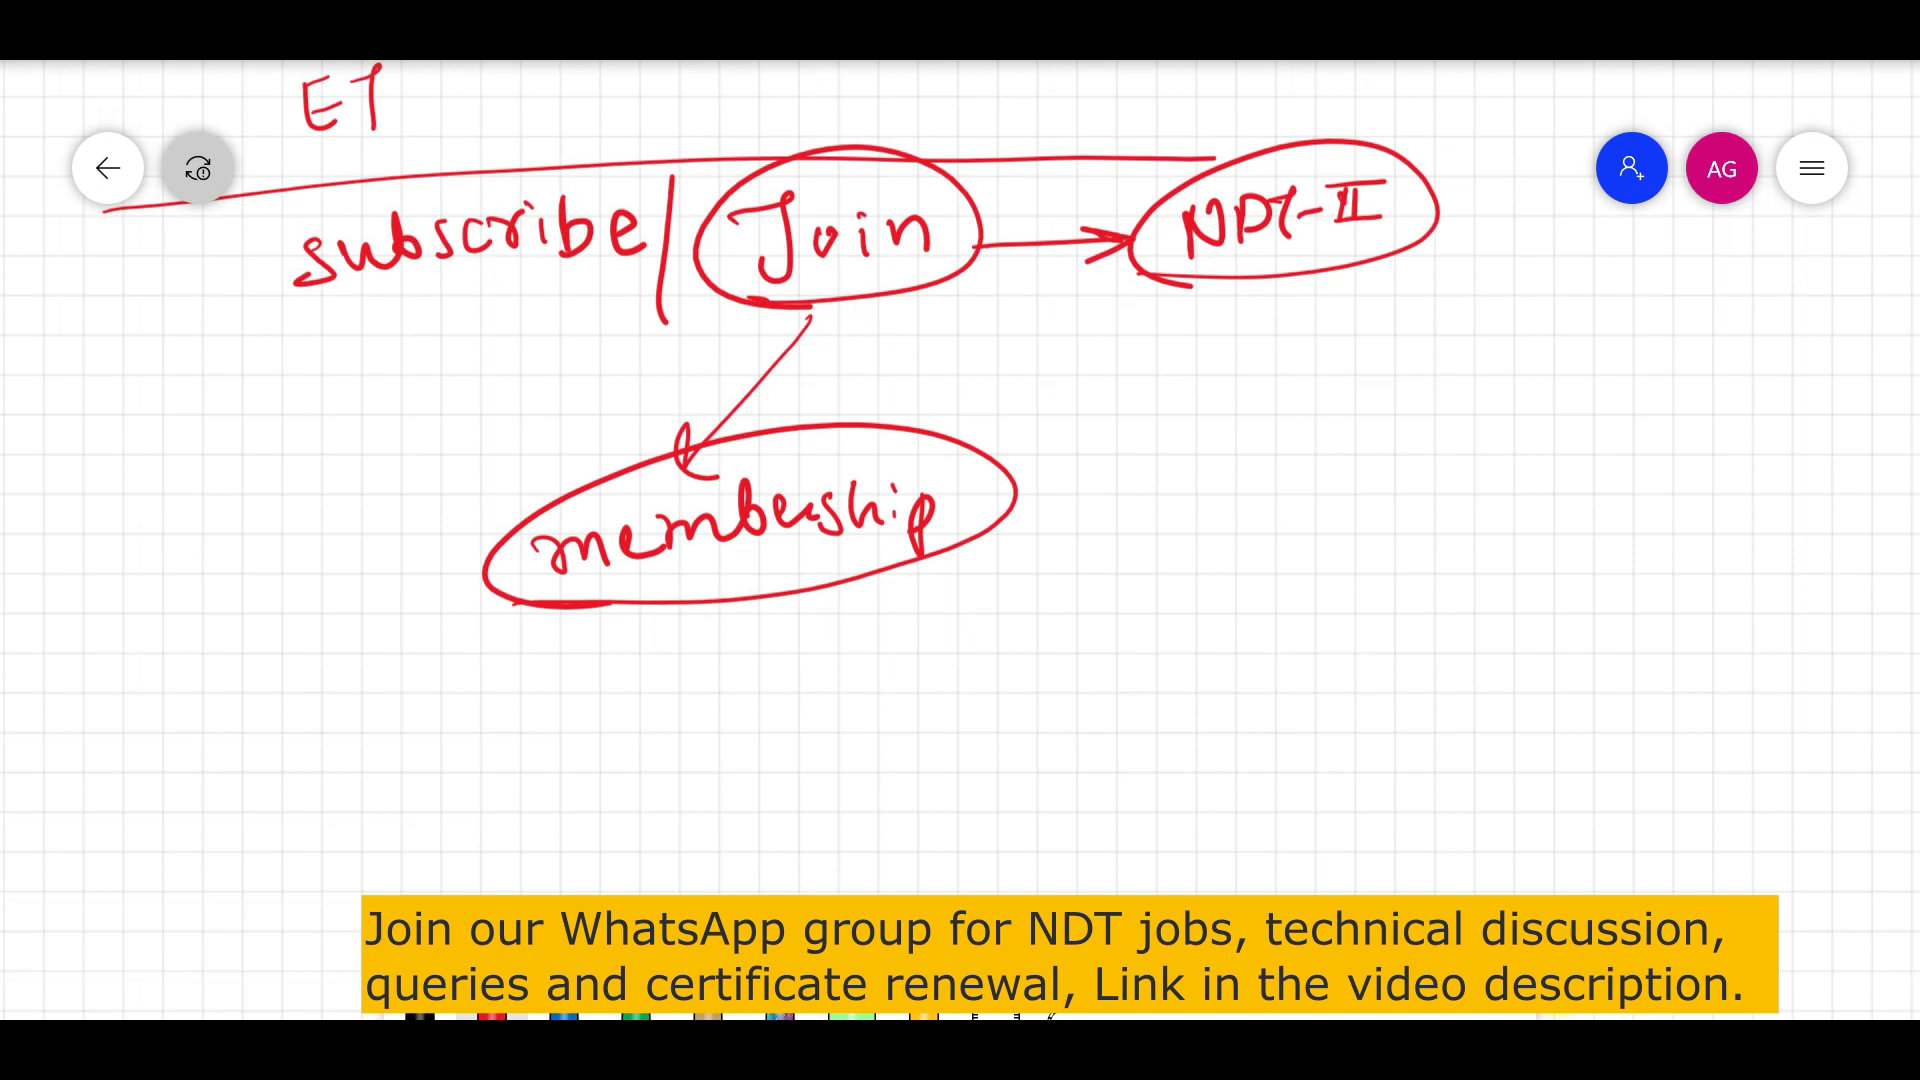 ET
subscribe/ Join NDT-II
AG
membership
Join our WhatsApp group for NDT jobs, technical discussion,
queries and certificate renewal, Link in the video description.